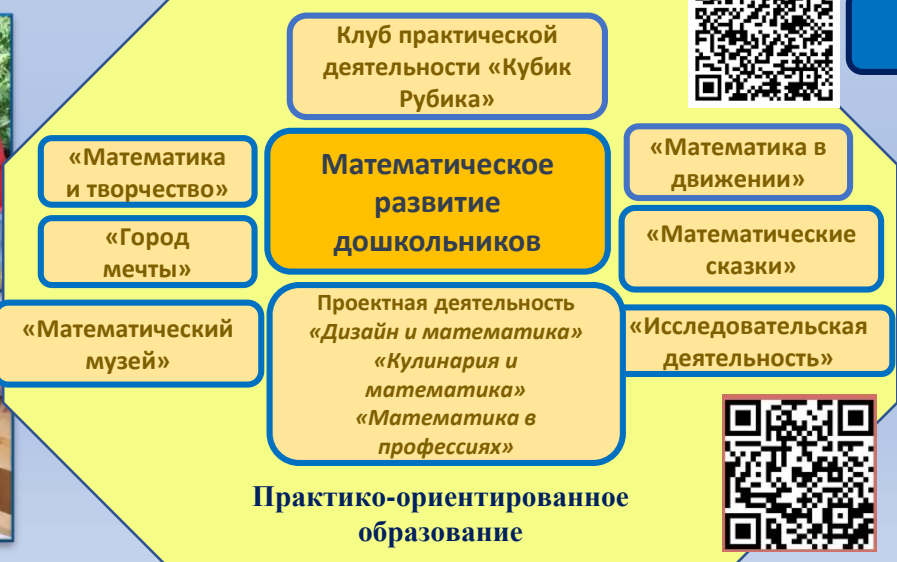 Клуб практической
деятельности «Кубик
Рубика»
«Математика
и творчество»
Математическое
развитие
дошкольников
«Математика в
движении»
«Город
мечты»
«Математические
сказки»
«Математический
музей»
Проектная деятельность
«Дизайн и математика»
«Кулинария и
математика»
«Математика в
профессиях»
«Исследовательская
деятельность»
Практико-ориентированное
образование